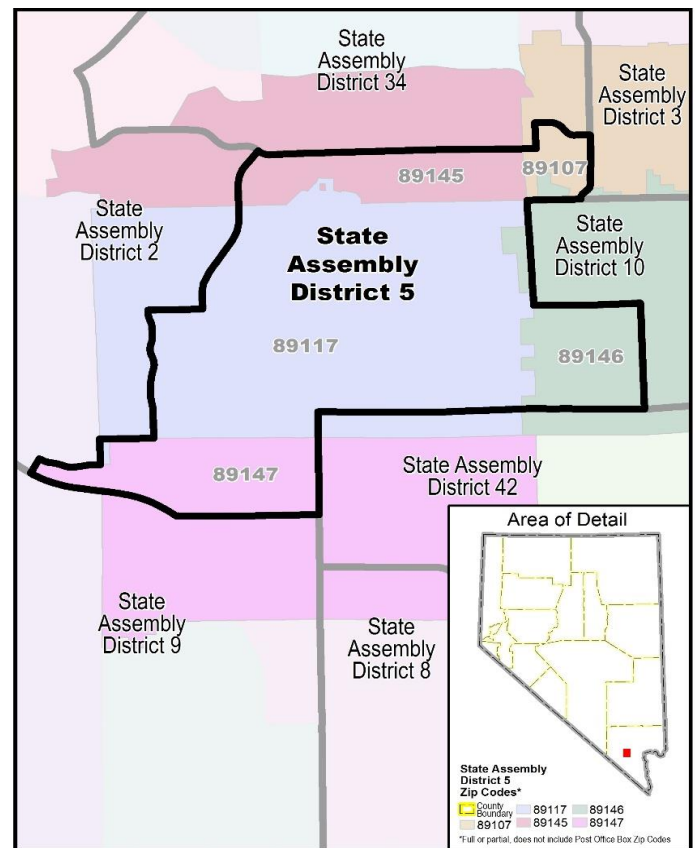 State
Assembly
District 34
State
Assembly
District 3
89107
89145
State
Assembly
District 2
State
Assembly
District 5
State
Assembly
District 10
89117
89146
89147
State Assembly
District 42
State
Assembly
District 9
State
Assembly
District 8
Area of Detail
State Assembly
District 5
Zip Codes*
County
Boundary
89117
89146
89107
89145
89147
*Full or partial, does not include Post Office Box Zip Codes